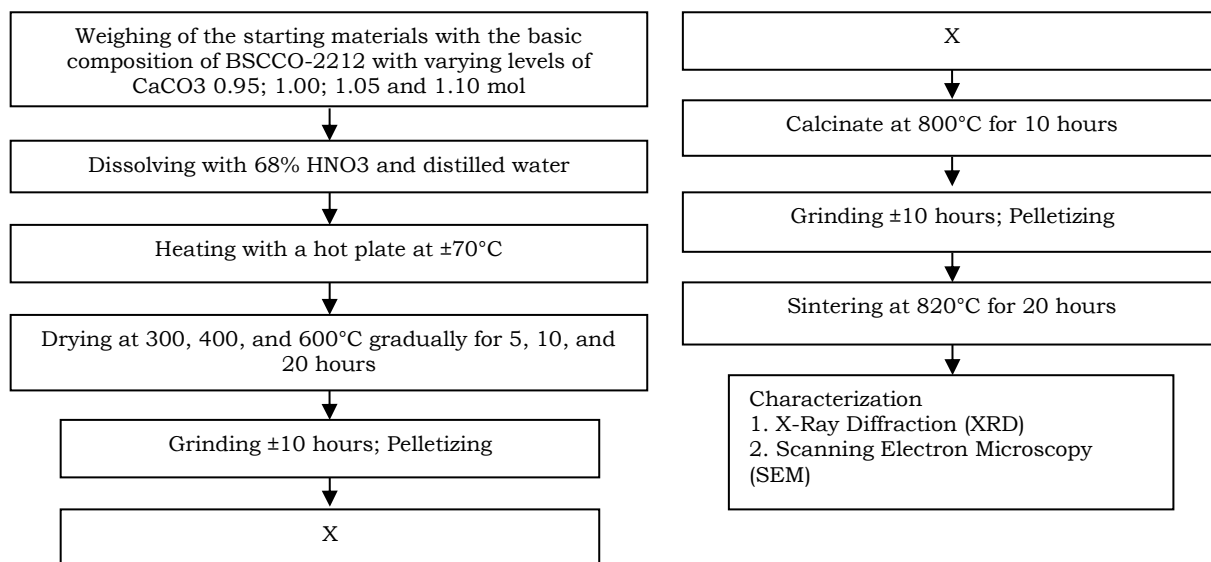 Weighing of the starting materials with the basic
composition of BSCCO-2212 with varying levels of
CaCO3 0.95; 1.00; 1.05 and 1.10 mol
Dissolving with 68% HNO3 and distilled water
Heating with a hot plate at ±70°C
Drying at 300, 400, and 600°C gradually for 5, 10, and
20 hours
Grinding ±10 hours; Pelletizing
X
X
Calcinate at 800°C for 10 hours
Grinding ±10 hours; Pelletizing
Sintering at 820°C for 20 hours
Characterization
1. X-Ray Diffraction (XRD)
2. Scanning Electron Microscopy
(SEM)